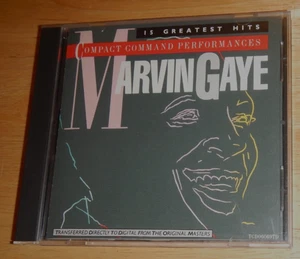 15 GREATEST HITS
COMPACT COMMAND PERFORMANCES
MARVIN GAYE
TRANSFERRED DIRECTLY TO DIGITAL FROM THE ORIGINAL MASTERS